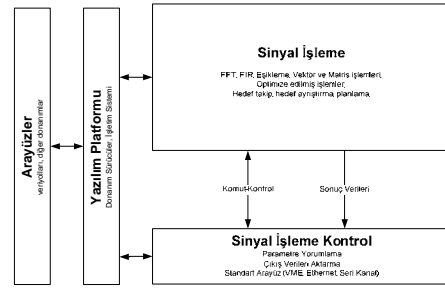 Arayüzler
veriyolları, diğer donanımlar
Yazılım Platformu
Donanım Sürücüler, İşletim Sistemi
Sinyal İşleme
FFT, FIR, Eşikleme, Vektör ve Matris işlemleri,
Optimize edilmiş işlemler,
Hedef takip, hedef ayrıştırma, planlama,
Komut-Kontrol
Sonuç Verileri
Sinyal İşleme Kontrol
Parametre Yorumlama
Çıkış Verileri Aktarma
Standart Arayüz (VME, Ethernet, Seri Kanal)